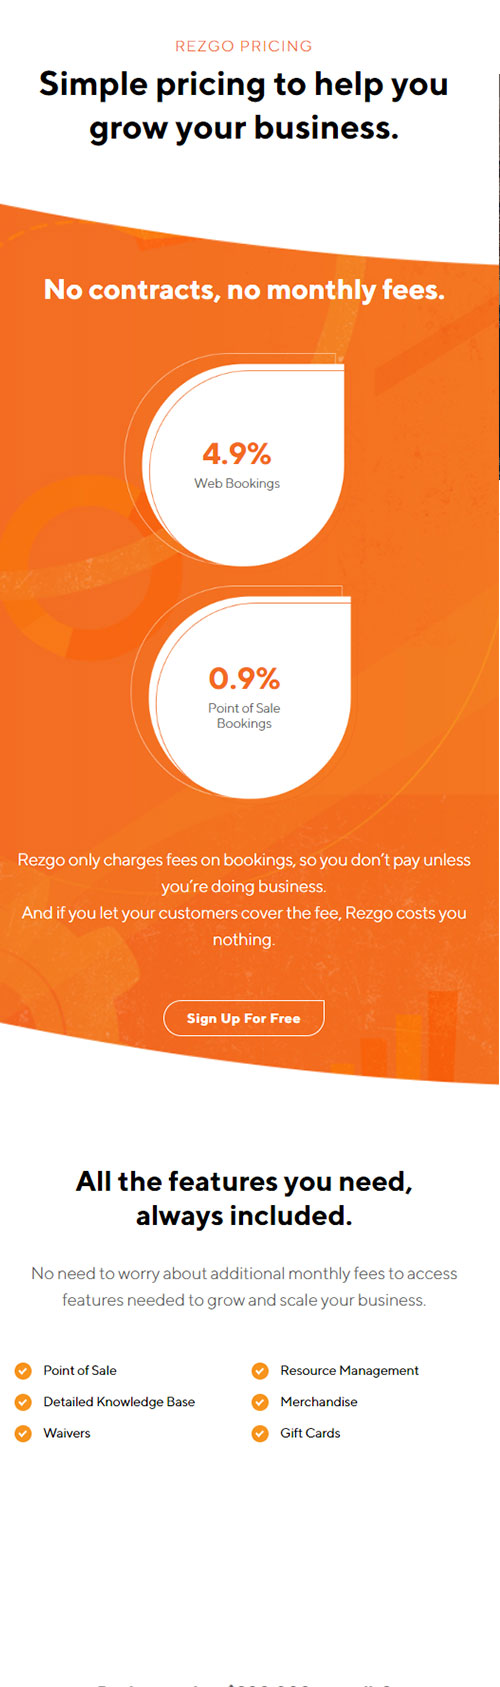 REZGO PRICING
Simple pricing to help you
grow your business.
No contracts, no monthly fees.
4.9%
Web Bookings
0.9%
Point of Sale
Bookings
Rezgo only charges fees on bookings, so you don't pay unless
you're doing business.
And if you let your customers cover the fee, Rezgo costs you
nothing.
Sign Up For Free
All the features you need,
always included.
No need to worry about additional monthly fees to access
features needed to grow and scale your business.
Point of Sale
Resource Management
Detailed Knowledge Base
Merchandise
Waivers
Gift Cards